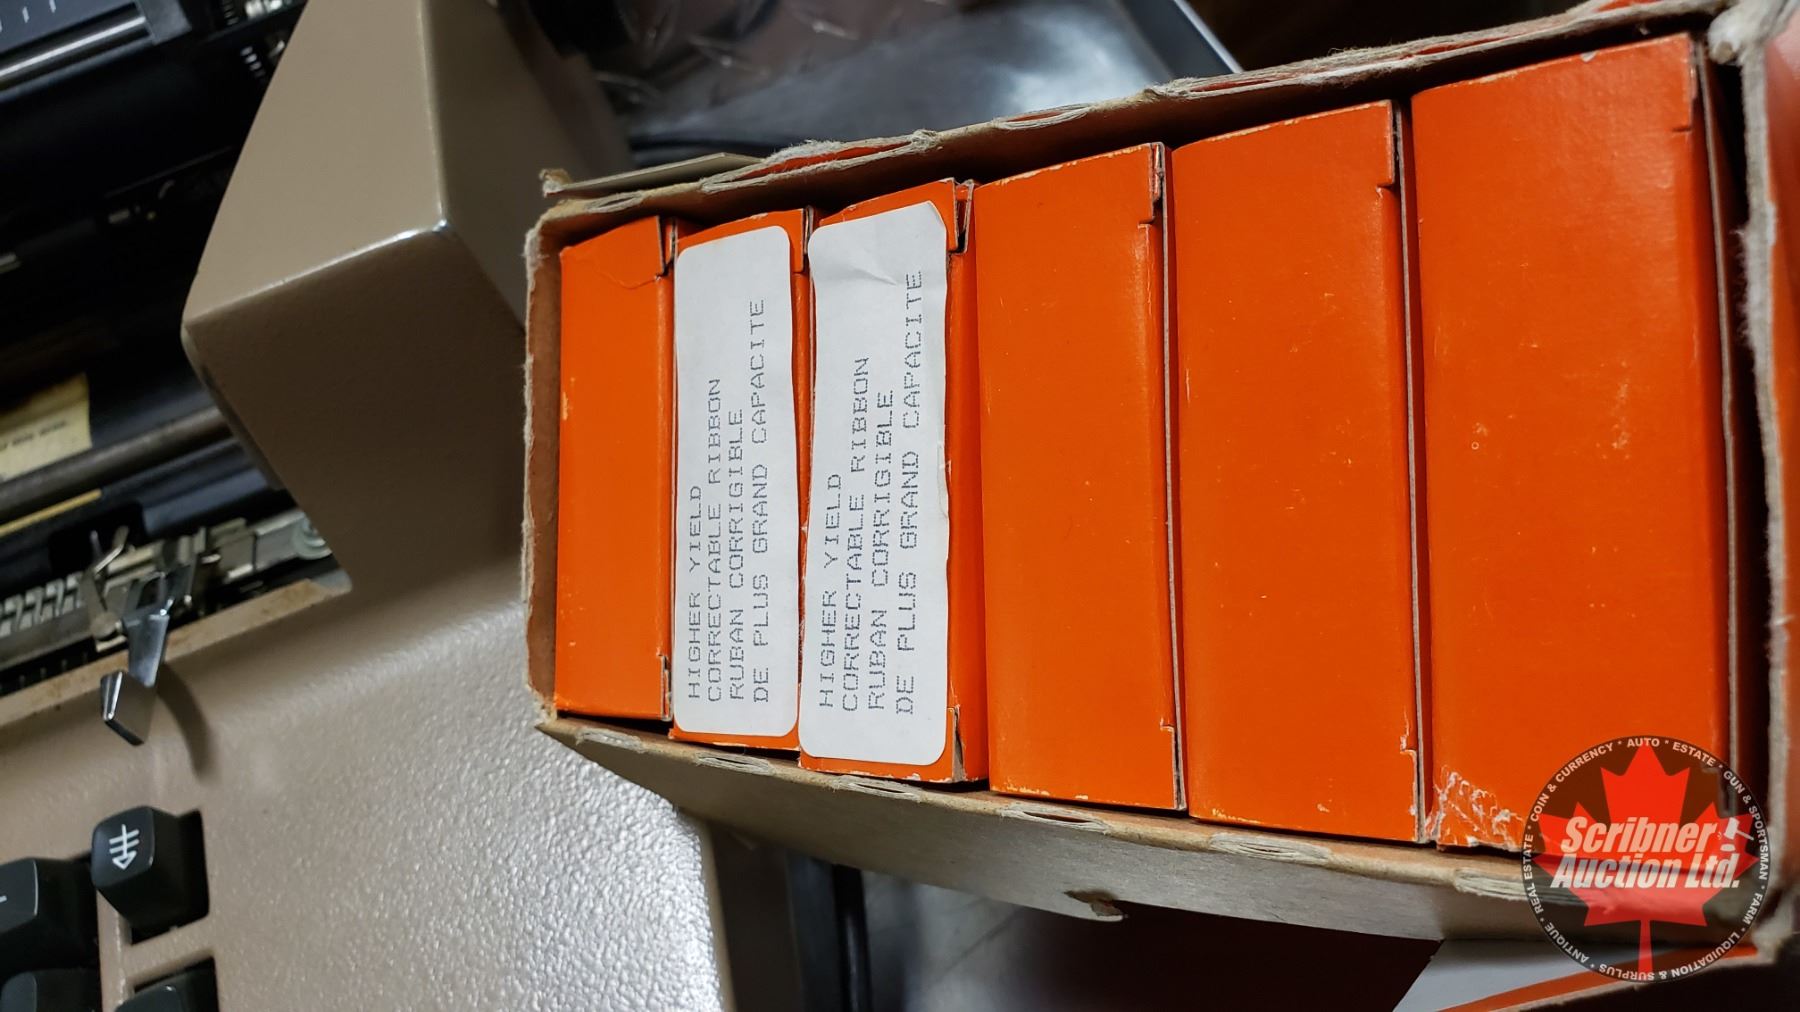 HIGHER YIELD
CORRECTABLE RIBBON
RUBAN CORRIGIBLE
DE PLUS GRAND CAPACITE
HIGHER YIELD
CORRECTABLE RIBBON
RUBAN CORRIGIBLE
DE PLUS GRAND CAPACITE
Scribner
Auction Ltd.
ANTIQUE * REAL ESTATE * COIN & CURRENCY * AUTO * ESTATE * GUN & SPORTSMAN * FARM * LIQUIDATION & SURPLUS *